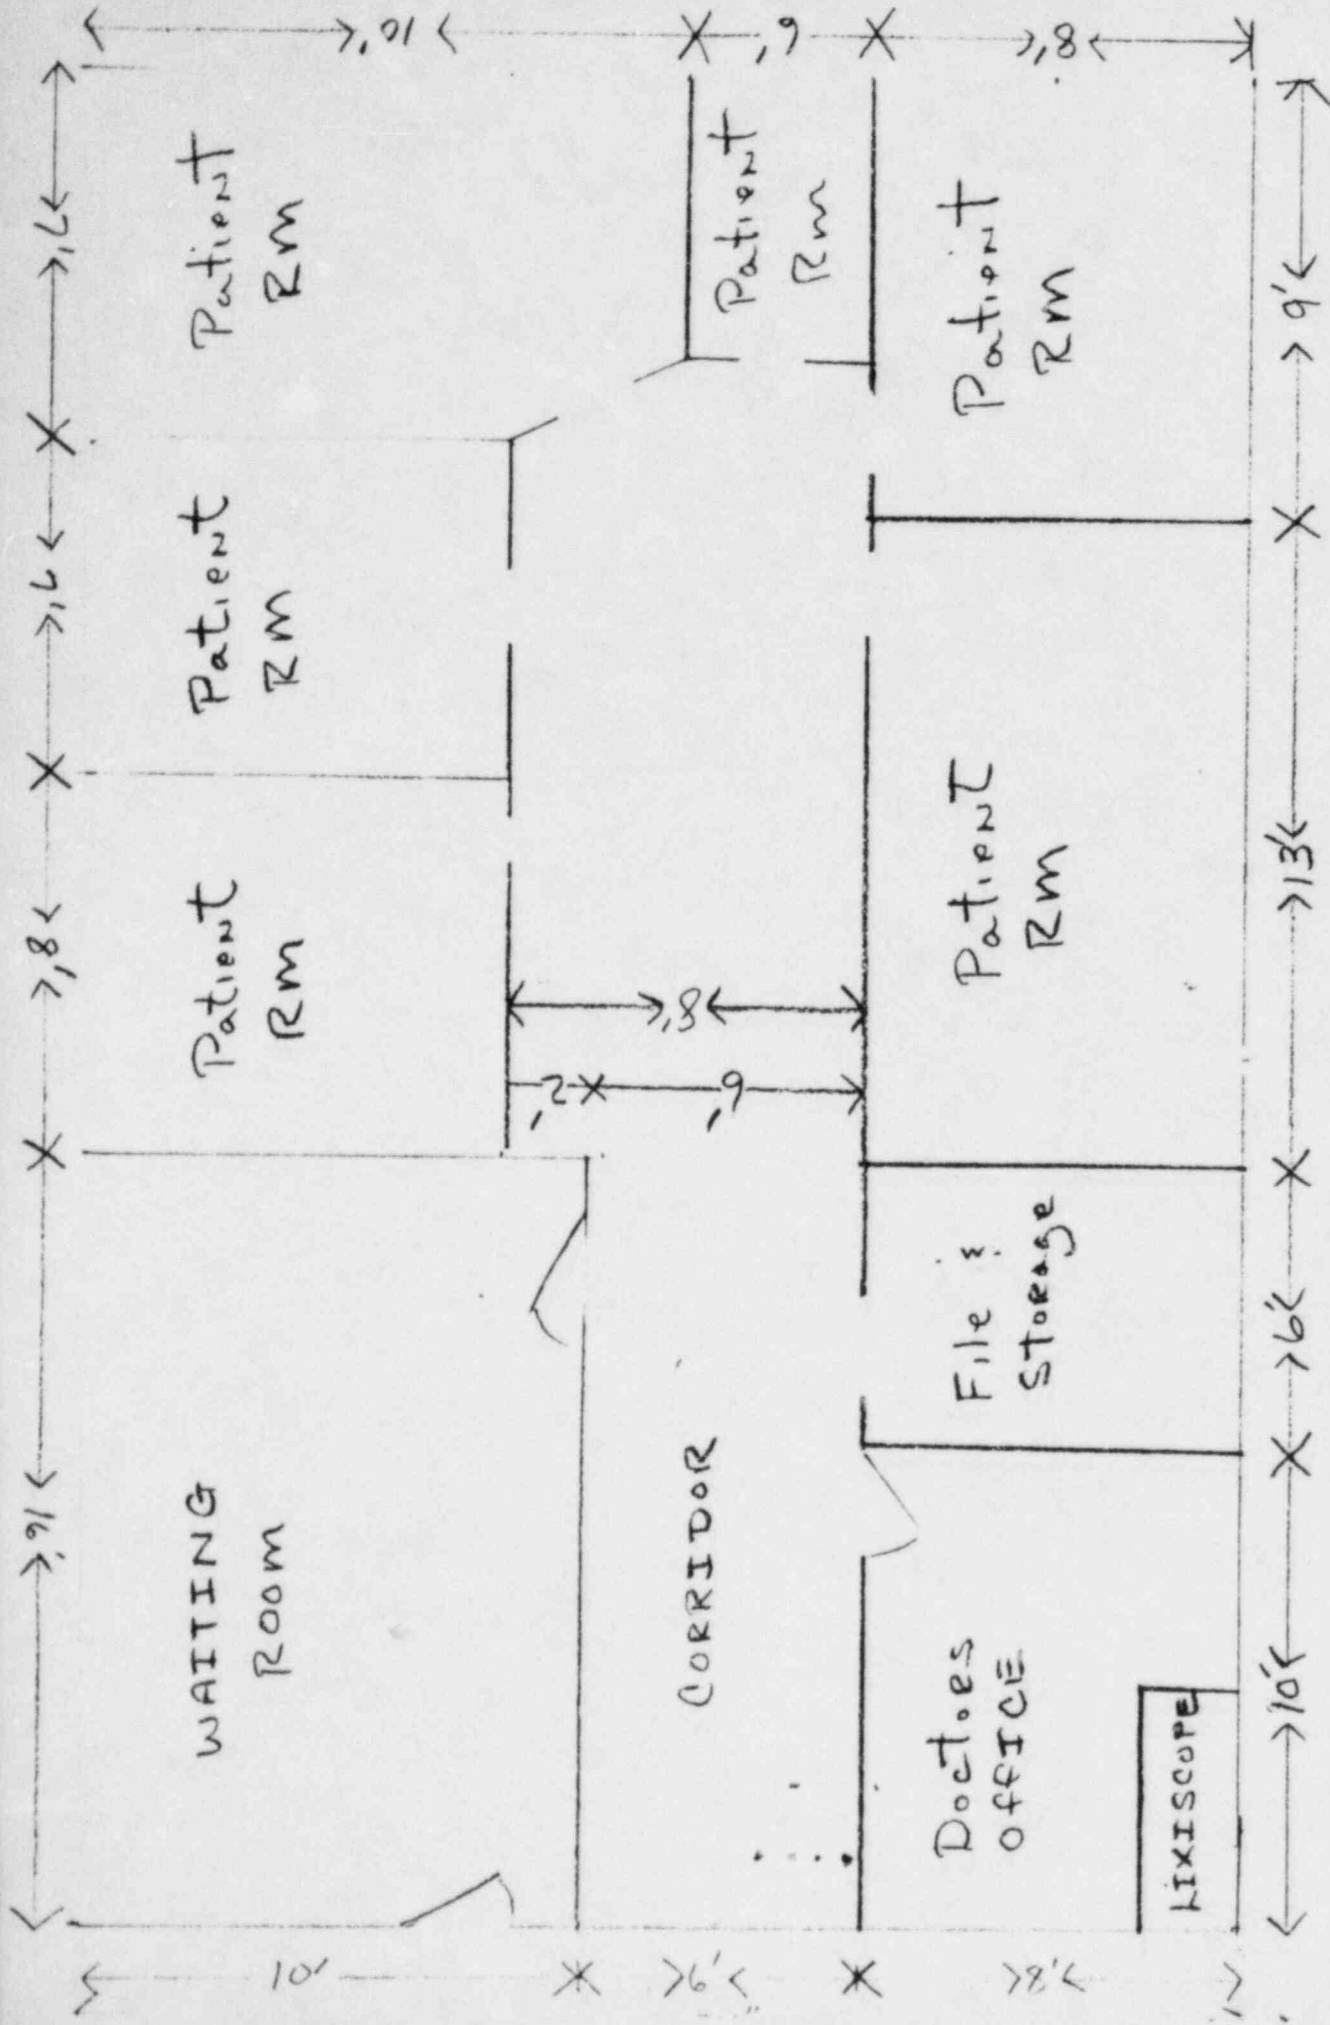 16' 8' 7' 7'
10'
WAITING
ROOM
Patient
Rm
Patient
Rm
Patient
Rm
10'
2' 8'
6'
6'
CORRIDOR
Patient
Rm
6'
8'
Doctors
OFFICE
LIXISCOPE
File &
Storage
Patient
Rm
Patient
Rm
8'
10' 6' 13' 9'